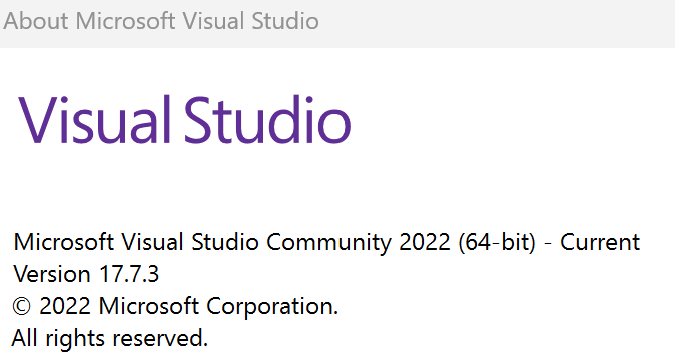 About Microsoft Visual Studio
Visual Studio
Microsoft Visual Studio Community 2022 (64-bit) - Current
Version 17.7.3
© 2022 Microsoft Corporation.
All rights reserved.